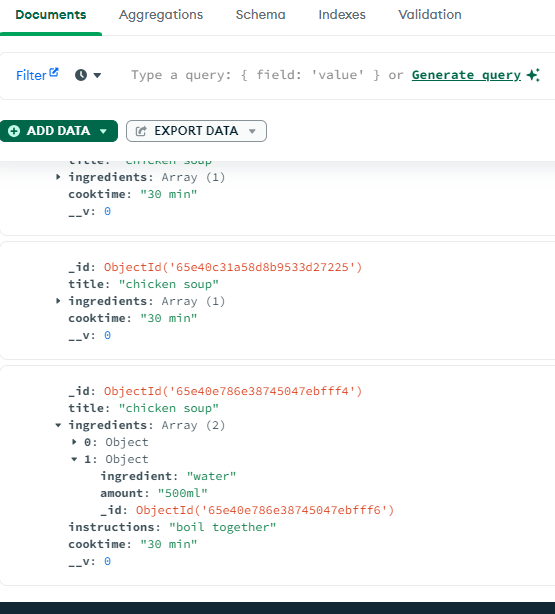 Documents Aggregations Schema Indexes Validation
Filter Type a query: { field: 'value' } or Generate query
ADD DATA EXPORT DATA
title: "chicken soup"
ingredients: Array (1)
cooktime: "30 min"
__v: 0
_id: ObjectId('65e40c31a58d8b9533d27225')
title: "chicken soup"
ingredients: Array (1)
cooktime: "30 min"
__v: 0
_id: ObjectId('65e40e786e38745047ebfff4')
title: "chicken soup"
ingredients: Array (2)
0: Object
1: Object
ingredient: "water"
amount: "500ml"
_id: ObjectId('65e40e786e38745047ebfff6')
instructions: "boil together"
cooktime: "30 min"
__v: 0